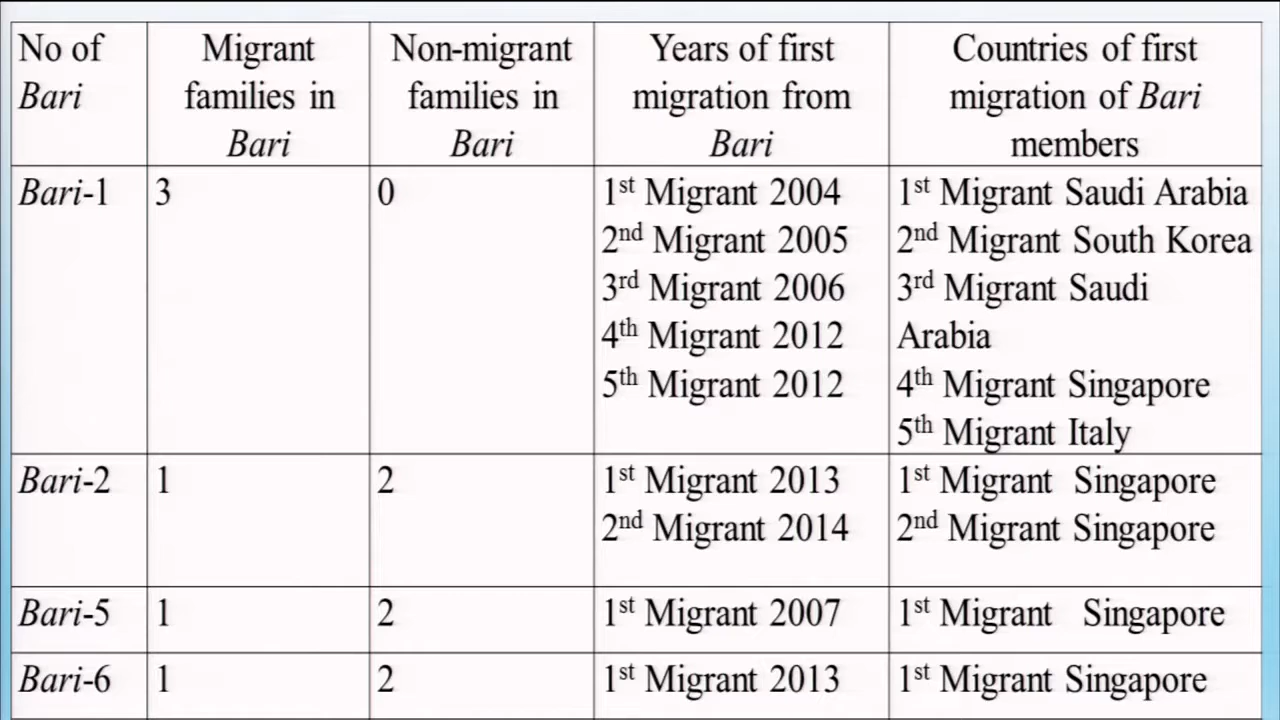 No of
Bari
Migrant
families in
Bari
Non-migrant
families in
Bari
Years of first
migration from
Bari
Countries of first
migration of Bari
members
Bari-1
3
0
1st Migrant 2004
2nd Migrant 2005
3rd Migrant 2006
4th Migrant 2012
5th Migrant 2012
1st Migrant Saudi Arabia
2nd Migrant South Korea
3rd Migrant Saudi
Arabia
4th Migrant Singapore
5th Migrant Italy
Bari-2
1
2
1st Migrant 2013
2nd Migrant 2014
1st Migrant Singapore
2nd Migrant Singapore
Bari-5
1
2
1st Migrant 2007
1st Migrant Singapore
Bari-6
1
2
1st Migrant 2013
1st Migrant Singapore